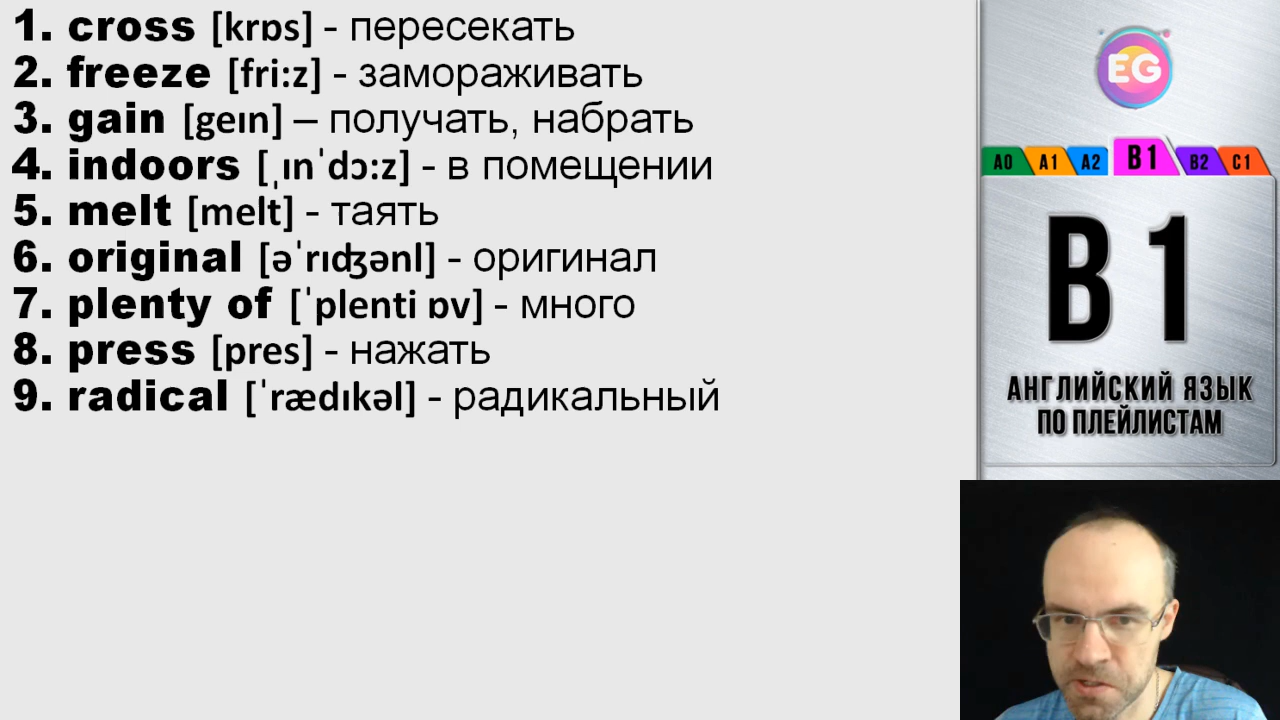 1. cross [krɒs] - пересекать
2. freeze [fri:z] - замораживать
3. gain [geɪn] – получать, набрать
4. indoors [ˌɪnˈdɔ:z] - в помещении
5. melt [melt] - таять
6. original [əˈrɪʤənl] - оригинал
7. plenty of [ˈplenti ɒv] - много
8. press [pres] - нажать
9. radical [ˈrædɪkəl] - радикальный
EG
A0 A1 A2 B1 B2 C1
B1
АНГЛИЙСКИЙ ЯЗЫК
ПО ПЛЕЙЛИСТАМ